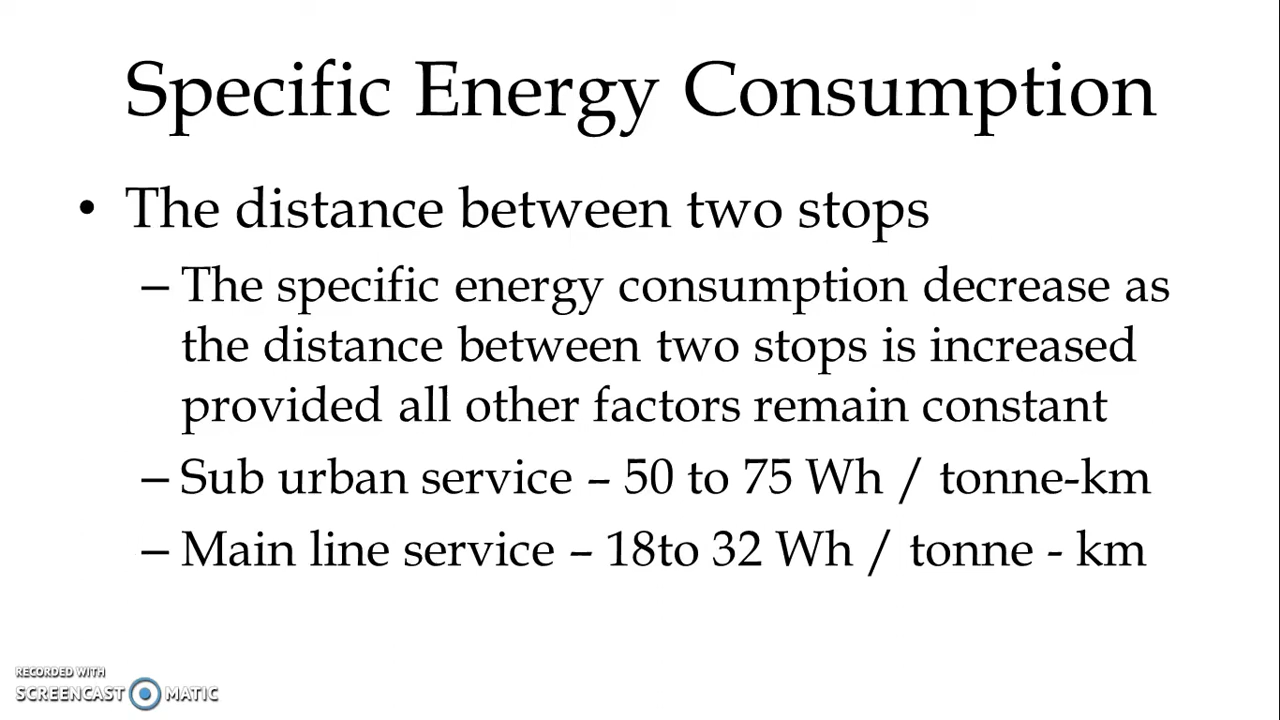 Specific Energy Consumption
• The distance between two stops
– The specific energy consumption decrease as
the distance between two stops is increased
provided all other factors remain constant
– Sub urban service – 50 to 75 Wh / tonne-km
– Main line service – 18to 32 Wh / tonne - km
RECORDED WITH
SCREENCAST MATIC